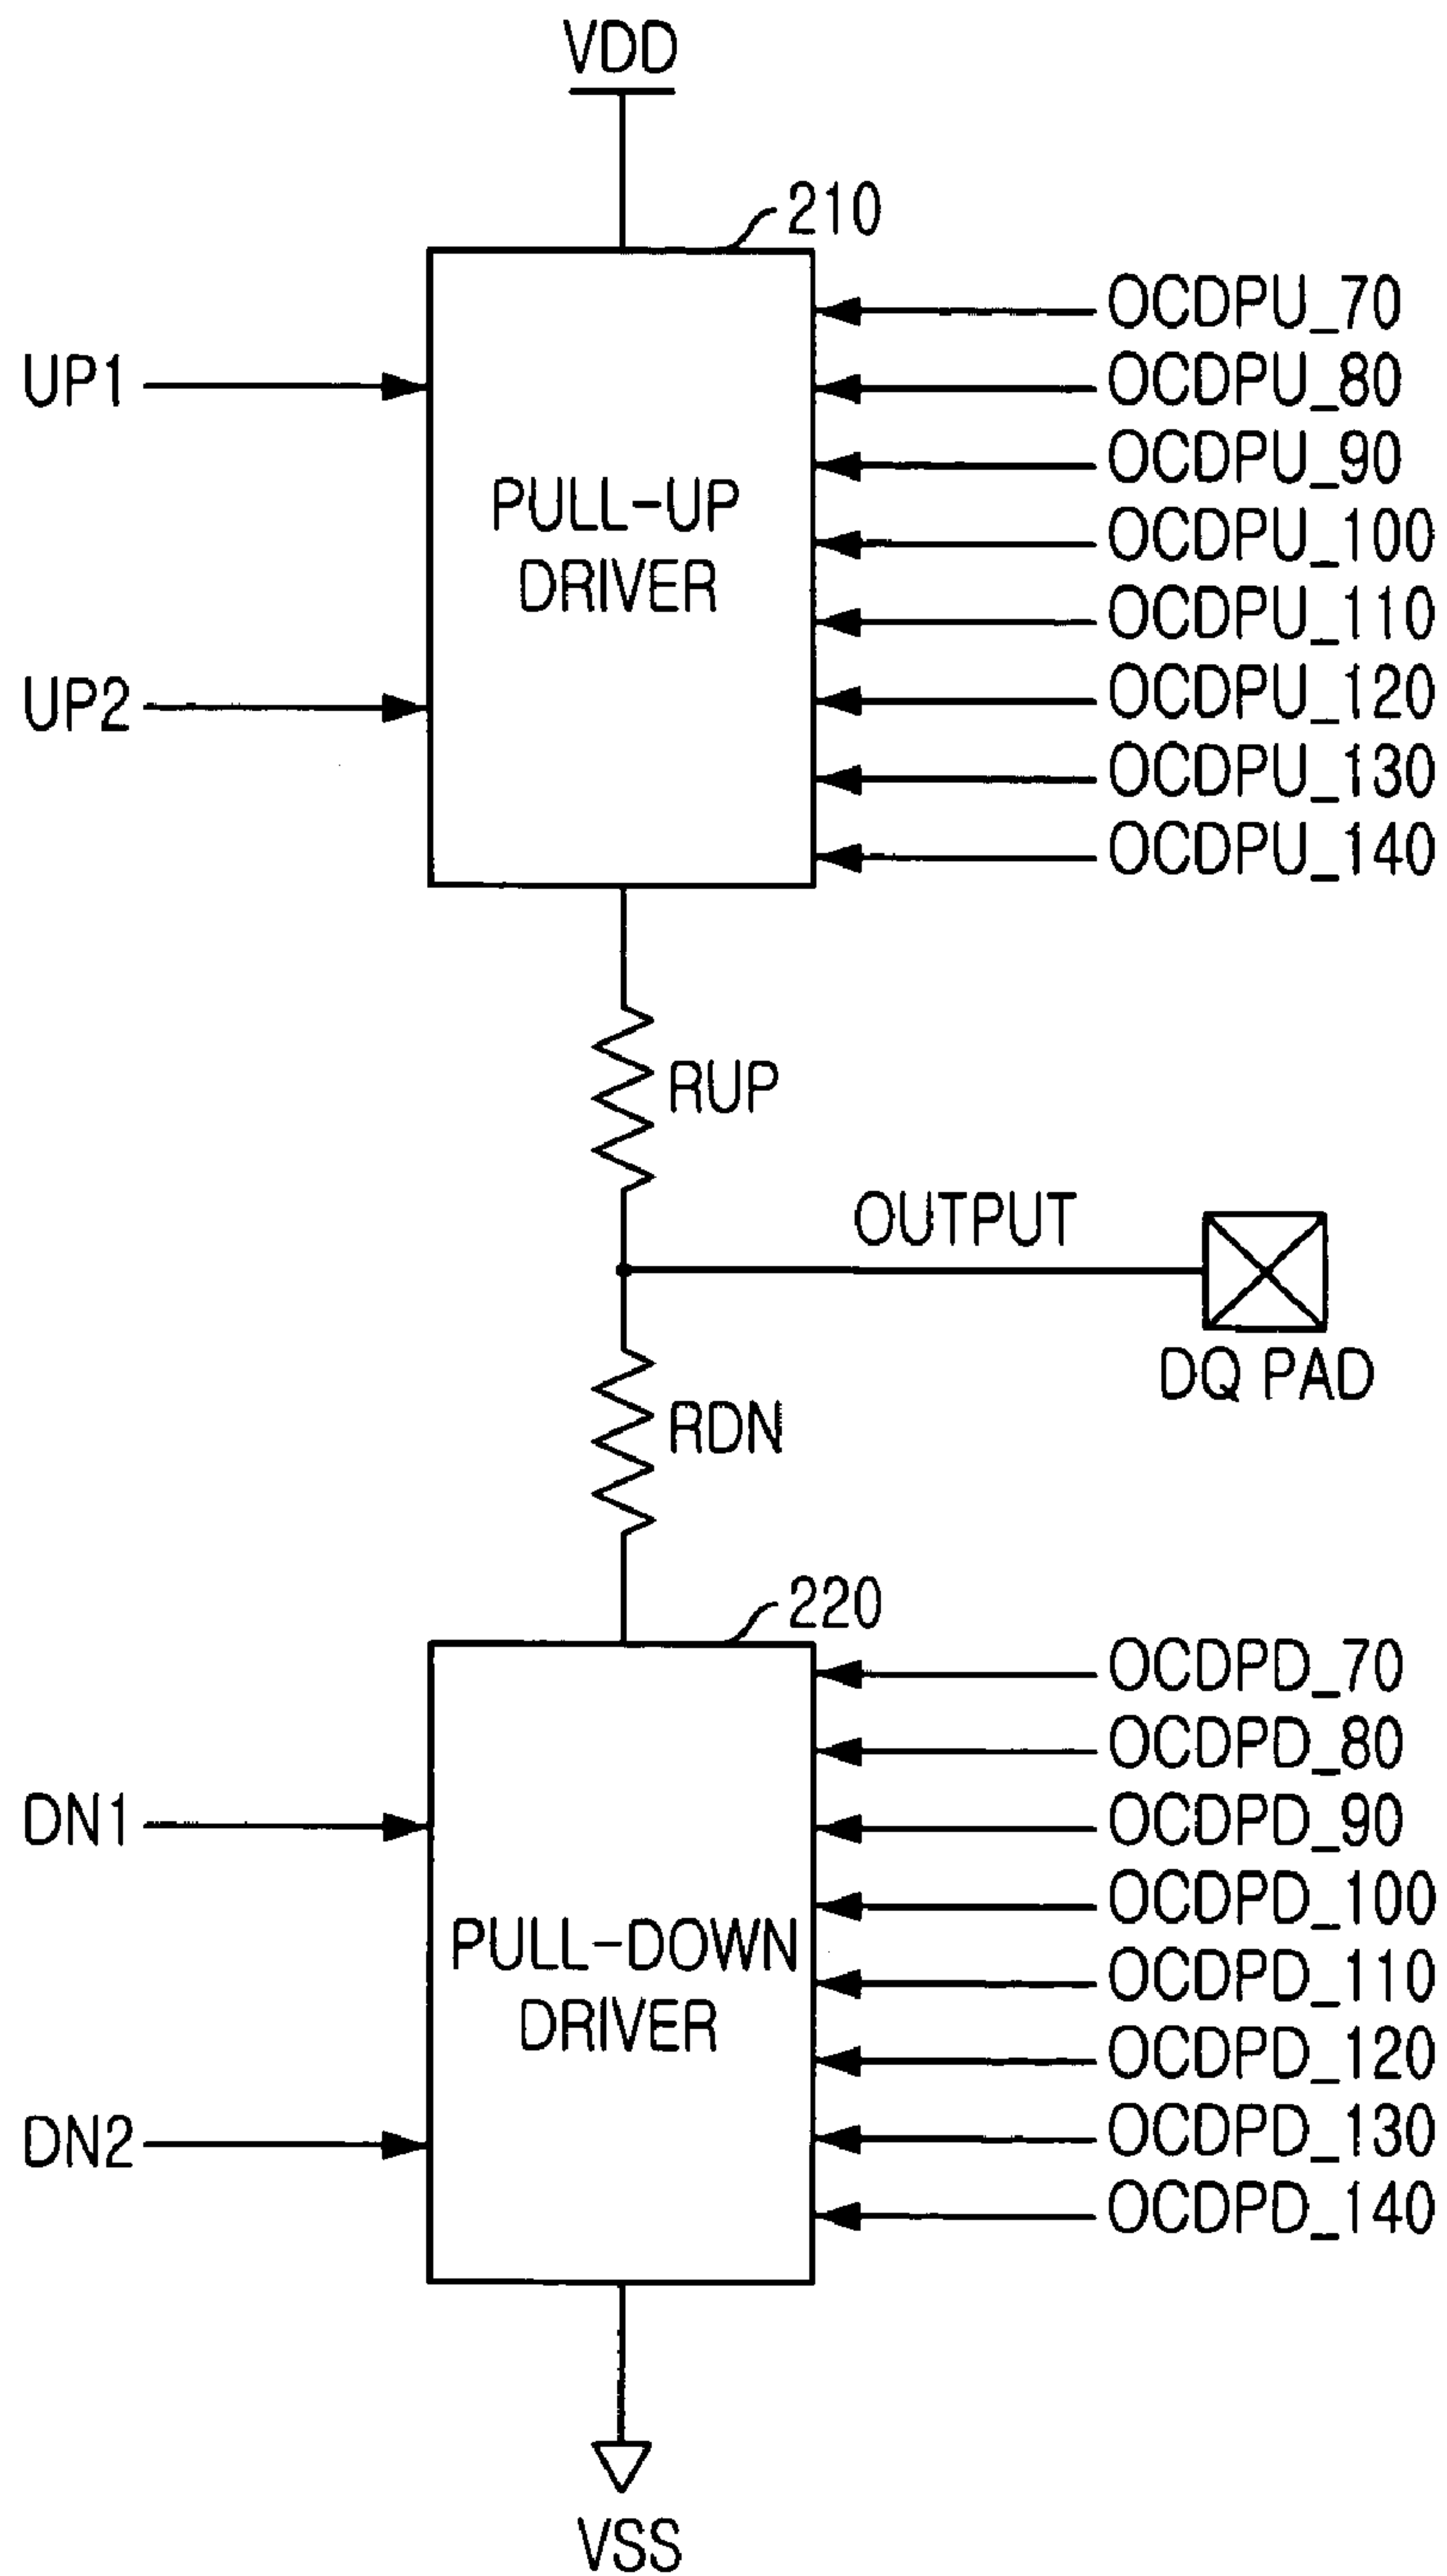 VDD
210
OCDPU_70
UP1
OCDPU_80
OCDPU_90
PULL-UP
DRIVER
OCDPU_100
OCDPU_110
UP2
OCDPU_120
OCDPU_130
OCDPU_140
RUP
OUTPUT
DQ PAD
RDN
220
OCDPD_70
OCDPD_80
DN1
OCDPD_90
OCDPD_100
PULL-DOWN
DRIVER
OCDPD_110
OCDPD_120
DN2
OCDPD_130
OCDPD_140
VSS